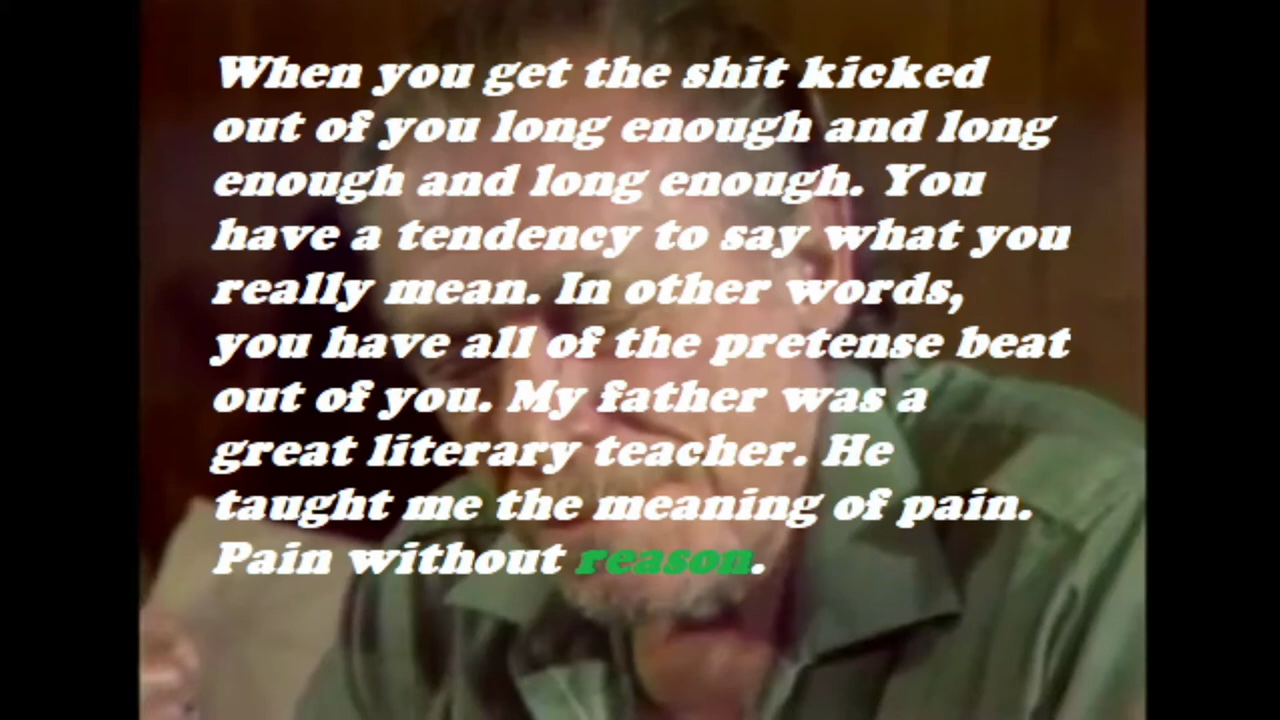 When you get the shit kicked
out of you long enough and long
enough and long enough. You
have a tendency to say what you
really mean. In other words,
you have all of the pretense beat
out of you. My father was a
great literary teacher. He
taught me the meaning of pain.
Pain without reason.